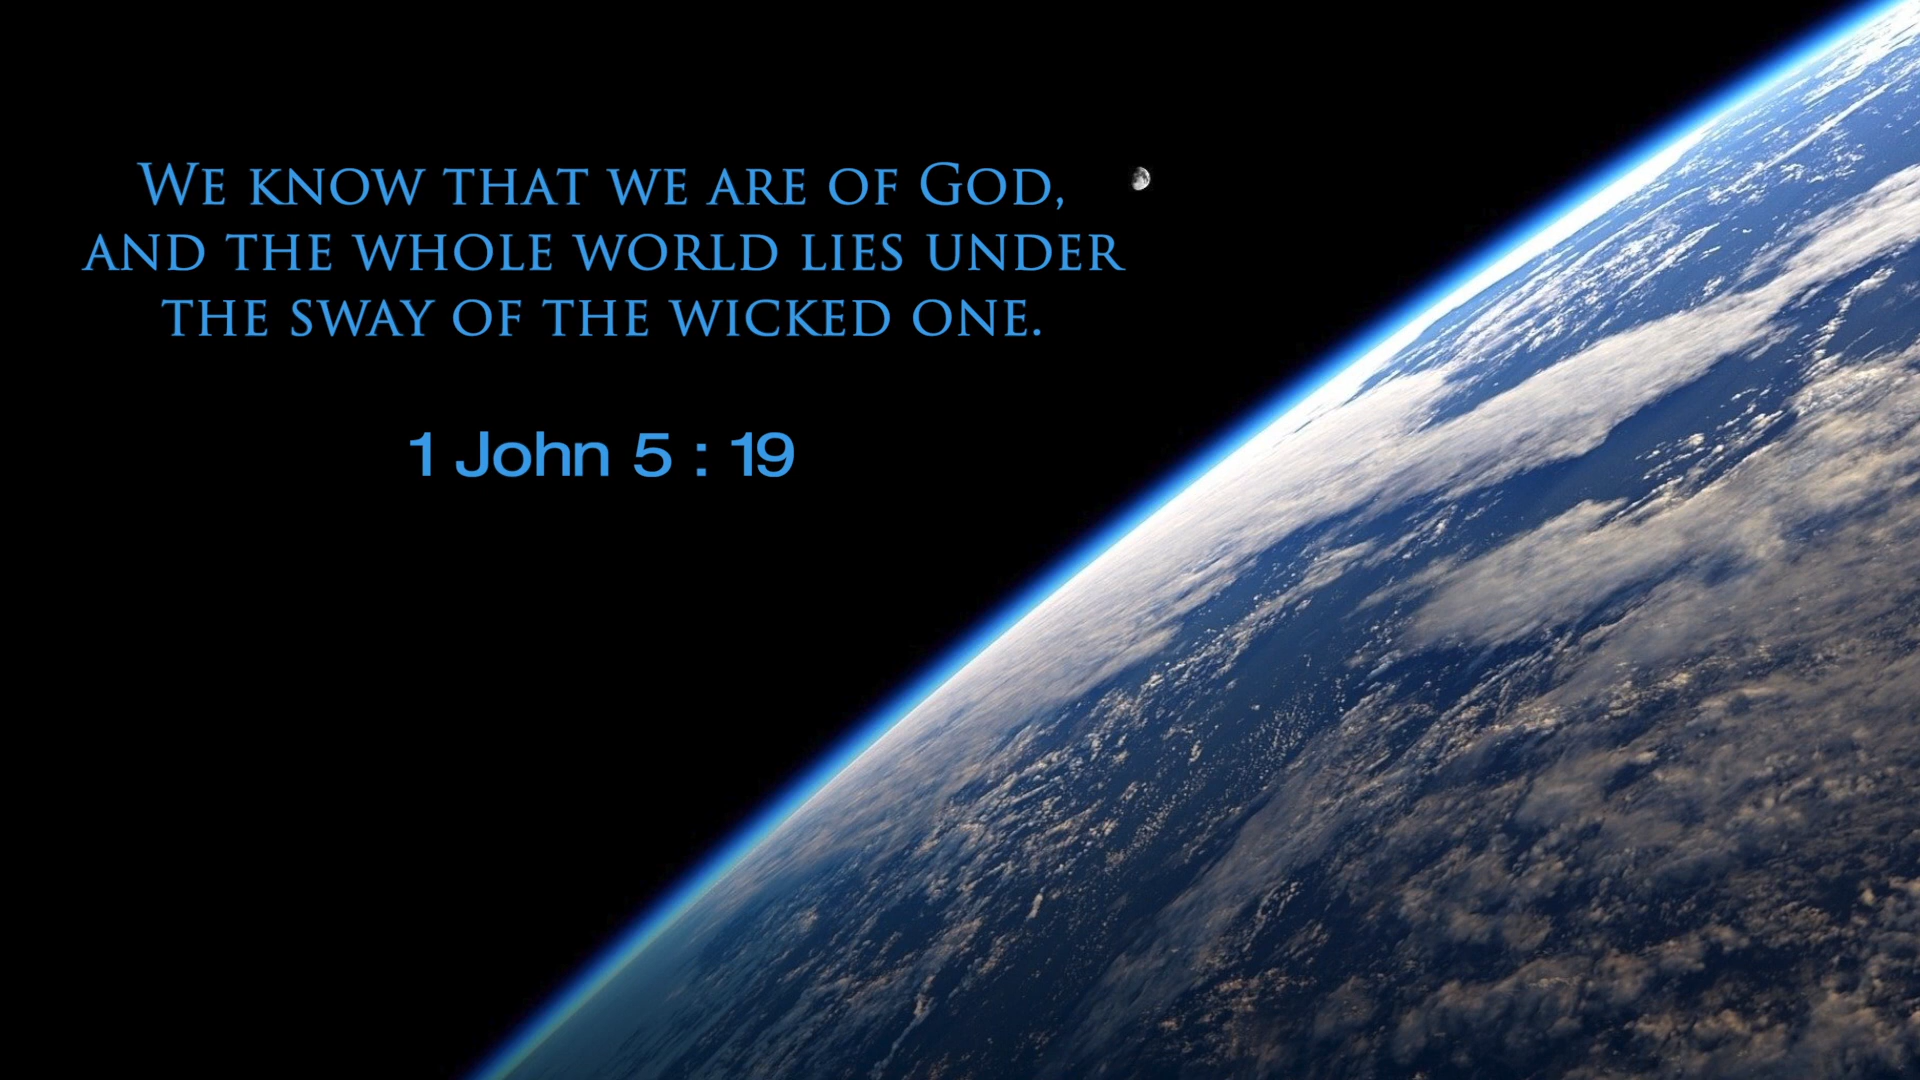 We know that we are of God,
and the whole world lies under
the sway of the wicked one.
1 John 5 : 19